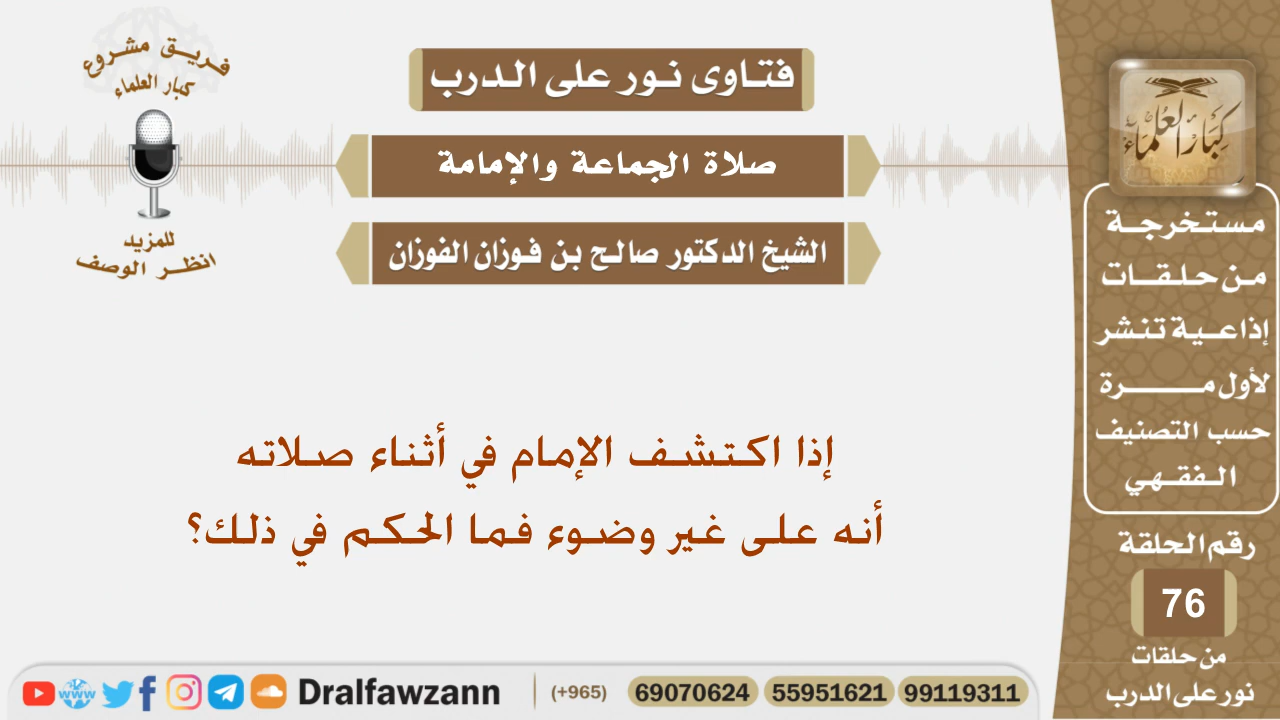 فريق مشروع
كبار العلماء
للمزيد
انظر الوصف
فتاوى نور على الدرب
صلاة الجماعة والإمامة
الشيخ الدكتور صالح بن فوزان الفوزان
إذا اكتشف الإمام في أثناء صلاته
أنه على غير وضوء فما الحكم في ذلك؟
كبار العلماء
مستخرجة
من حلقات
إذاعية تنشر
لأول مرة
حسب التصنيف
الفقهي
رقم الحلقة
76
من حلقات
نور على الدرب
www
Dralfawzann
(+965)
69070624
55951621
99119311